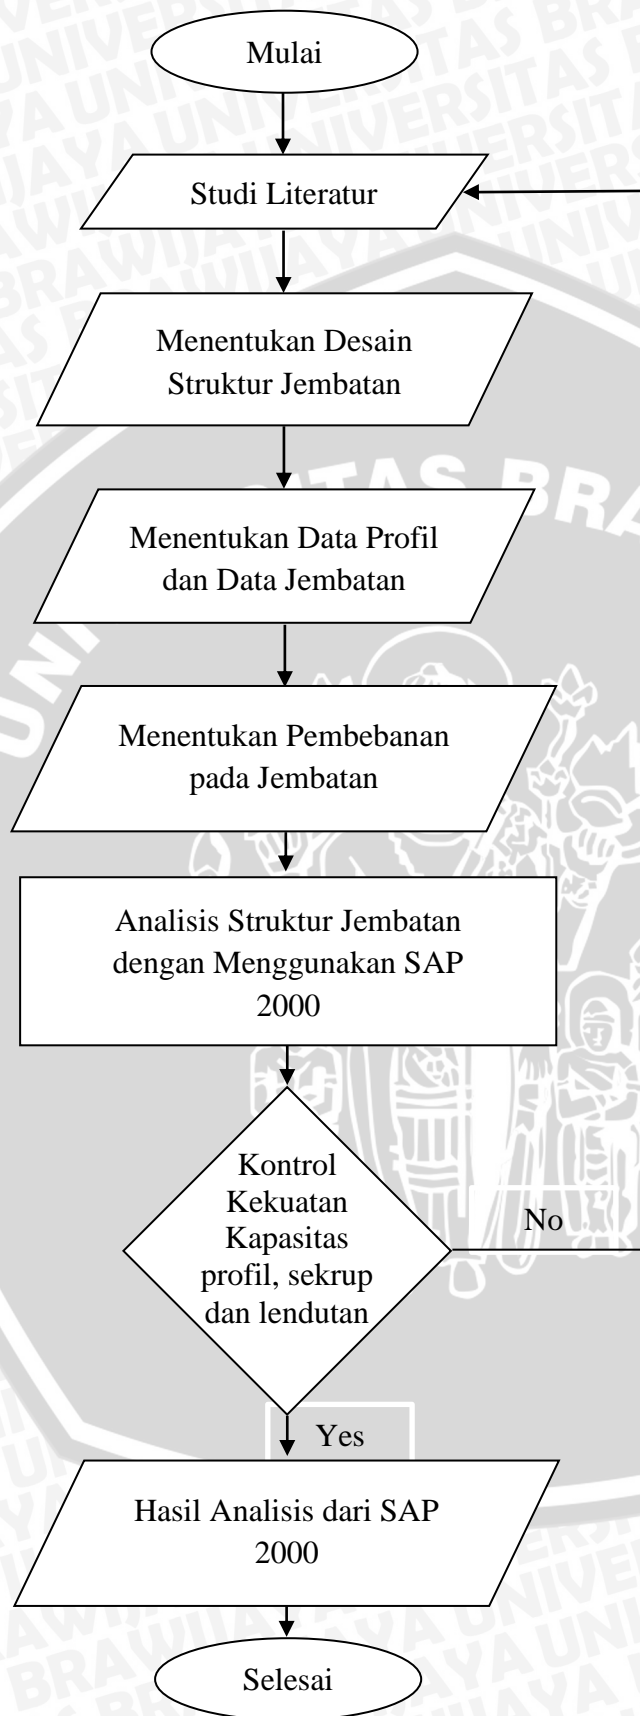 Mulai
Studi Literatur
Menentukan Desain
Struktur Jembatan
Menentukan Data Profil
dan Data Jembatan
Menentukan Pembebanan
pada Jembatan
Analisis Struktur Jembatan
dengan Menggunakan SAP
2000
Kontrol
Kekuatan
Kapasitas
profil, sekrup
dan lendutan
No
Yes
Hasil Analisis dari SAP
2000
Selesai